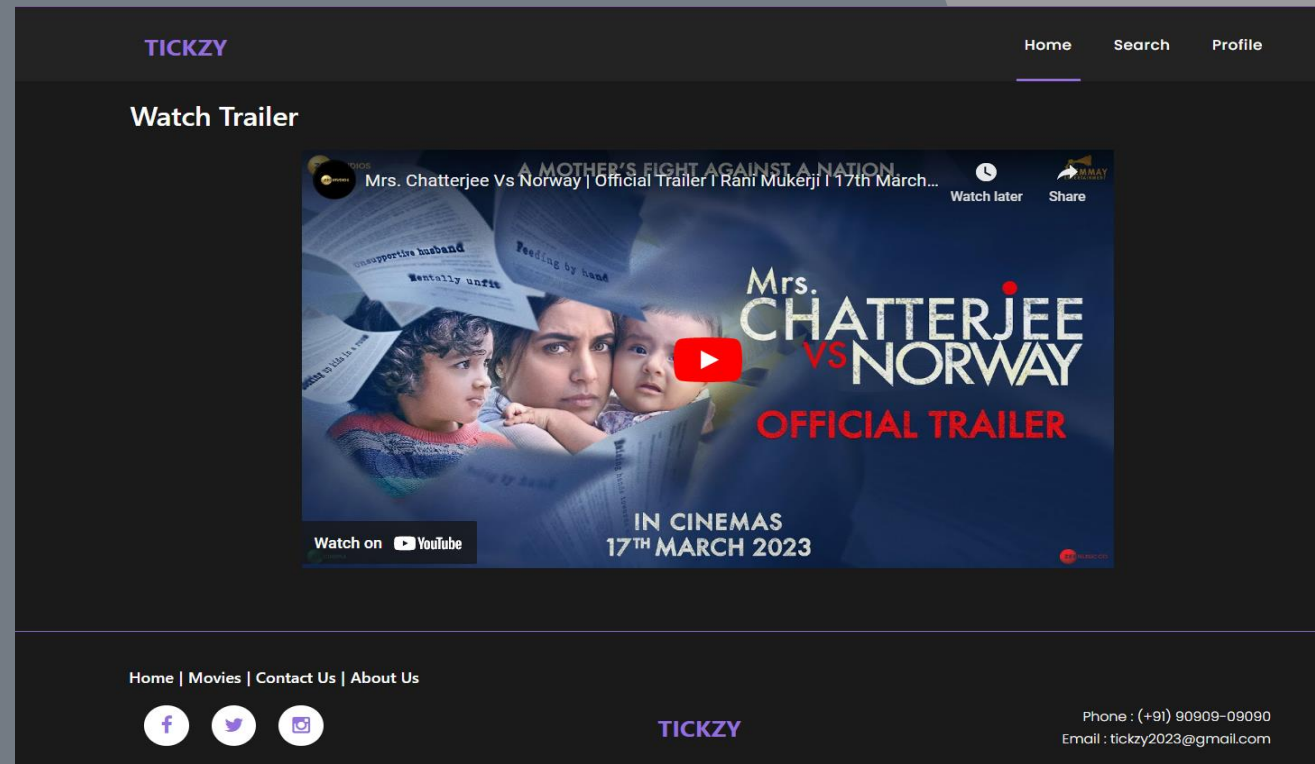 TICKZY
Home Search Profile
Watch Trailer
A MOTHER'S FIGHT AGAINST A NATION
Mrs. Chatterjee Vs Norway | Official Trailer I Rani Mukerji I 17th March...
Watch later Share
Unsupportive husband
Mentally unfit
Feeding by hand
Mrs.
CHATTERJEE
VS NORWAY
OFFICIAL TRAILER
IN CINEMAS
17TH MARCH 2023
Watch on YouTube
Home | Movies | Contact Us | About Us
TICKZY
Phone : (+91) 90909-09090
Email : tickzy2023@gmail.com